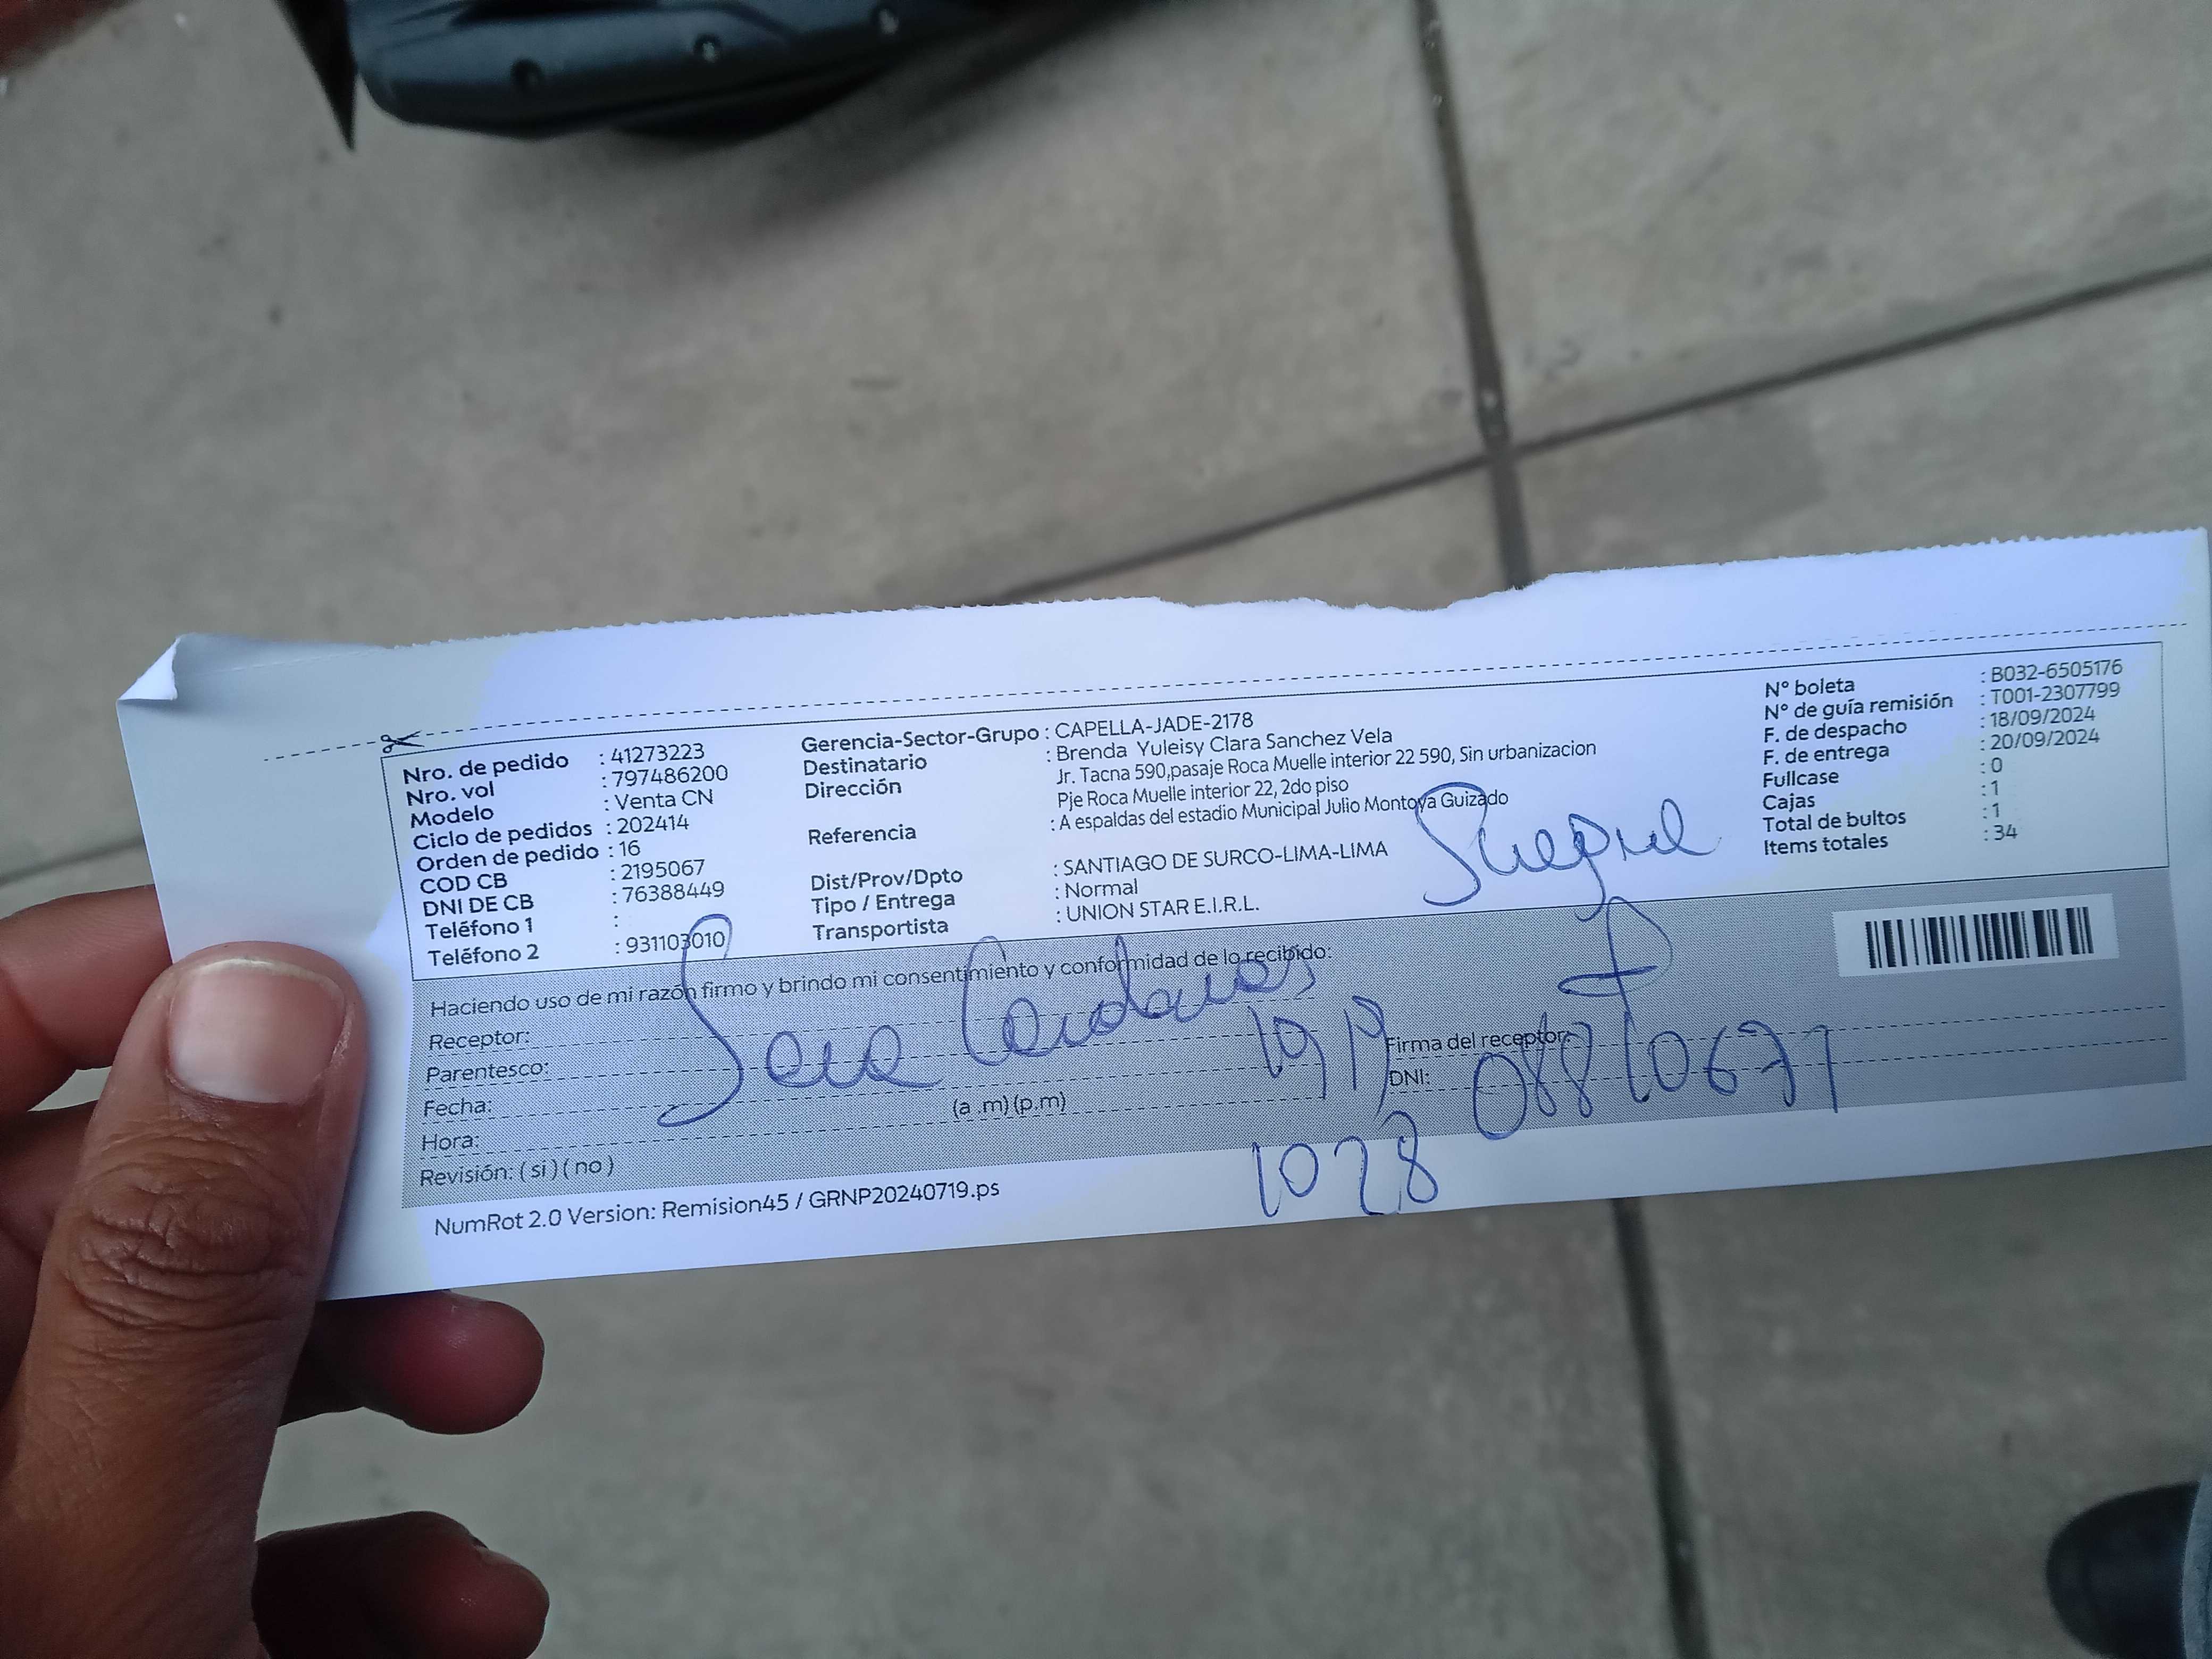 Nro. de pedido : 41273223
Nro. vol : 797486200
Modelo : Venta CN
Ciclo de pedidos : 202414
Orden de pedido : 16
COD CB : 2195067
DNI DE CB : 76388449
Teléfono 1 :
Teléfono 2 : 931103010
Gerencia-Sector-Grupo : CAPELLA-JADE-2178
Destinatario : Brenda Yuleisy Clara Sanchez Vela
Dirección Jr. Tacna 590,pasaje Roca Muelle interior 22 590, Sin urbanizacion
Pje Roca Muelle interior 22, 2do piso
Referencia : A espaldas del estadio Municipal Julio Montoya Guizado
Dist/Prov/Dpto : SANTIAGO DE SURCO-LIMA-LIMA
Tipo / Entrega : Normal
Transportista : UNION STAR E.I.R.L.
N° boleta : B032-6505176
N° de guía remisión : T001-2307799
F. de despacho : 18/09/2024
F. de entrega : 20/09/2024
Fullcase : 0
Cajas : 1
Total de bultos : 1
Items totales : 34
Haciendo uso de mi razón firmo y brindo mi consentimiento y conformidad de lo recibido:
Receptor:
Parentesco:
Fecha:
Hora: (a .m) (p.m)
Revisión: ( si ) ( no )
Firma del receptor:
DNI:
1028
NumRot 2.0 Version: Remision45 / GRNP20240719.ps